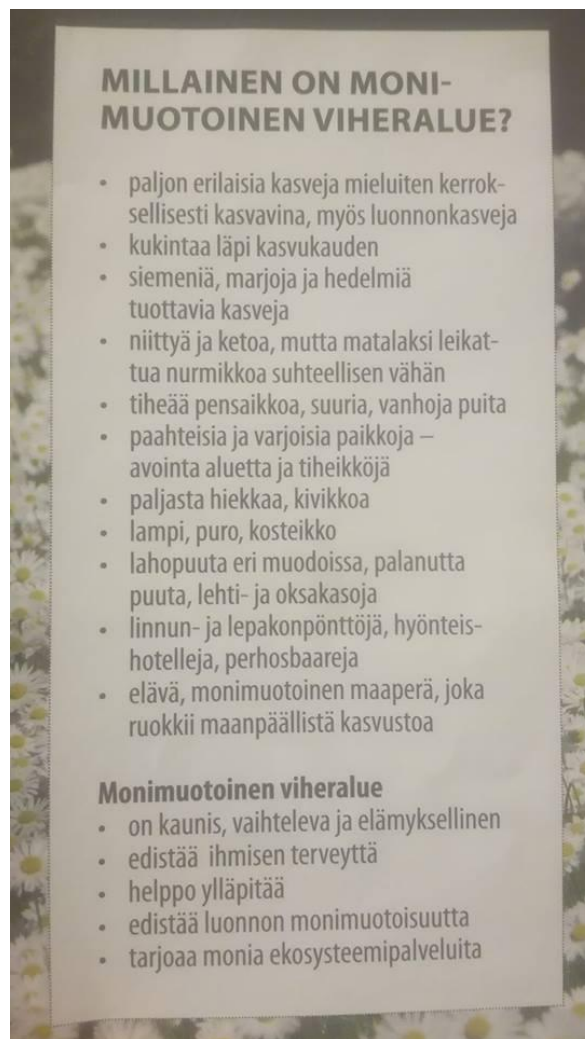 MILLAINEN ON MONI-
MUOTOINEN VIHERALUE?
• paljon erilaisia kasveja mieluiten kerrok-
sellisesti kasvavina, myös luonnonkasveja
• kukintaa läpi kasvukauden
• siemeniä, marjoja ja hedelmiä
tuottavia kasveja
• niittyä ja ketoa, mutta matalaksi leikat-
tua nurmikkoa suhteellisen vähän
• tiheää pensaikkoa, suuria, vanhoja puita
• paahteisia ja varjoisia paikkoja –
avointa aluetta ja tiheikköjä
• paljasta hiekkaa, kivikkoa
• lampi, puro, kosteikko
• lahopuuta eri muodoissa, palanutta
puuta, lehti- ja oksakasoja
• linnun- ja lepakonpönttöjä, hyönteis-
hotelleja, perhosbaareja
• elävä, monimuotoinen maaperä, joka
ruokkii maanpäällistä kasvustoa
Monimuotoinen viheralue
• on kaunis, vaihteleva ja elämyksellinen
• edistää ihmisen terveyttä
• helppo ylläpitää
• edistää luonnon monimuotoisuutta
• tarjoaa monia ekosysteemipalveluita